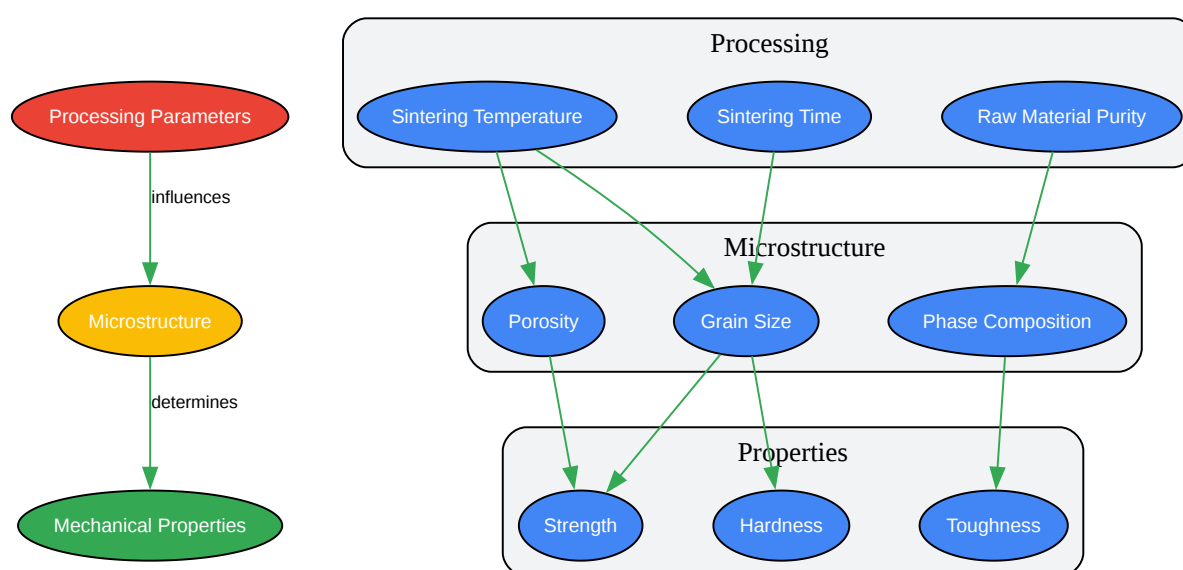 Processing
Processing Parameters
Sintering Temperature
Sintering Time
Raw Material Purity
influences
Microstructure
Microstructure
Porosity
Grain Size
Phase Composition
determines
Properties
Mechanical Properties
Strength
Hardness
Toughness